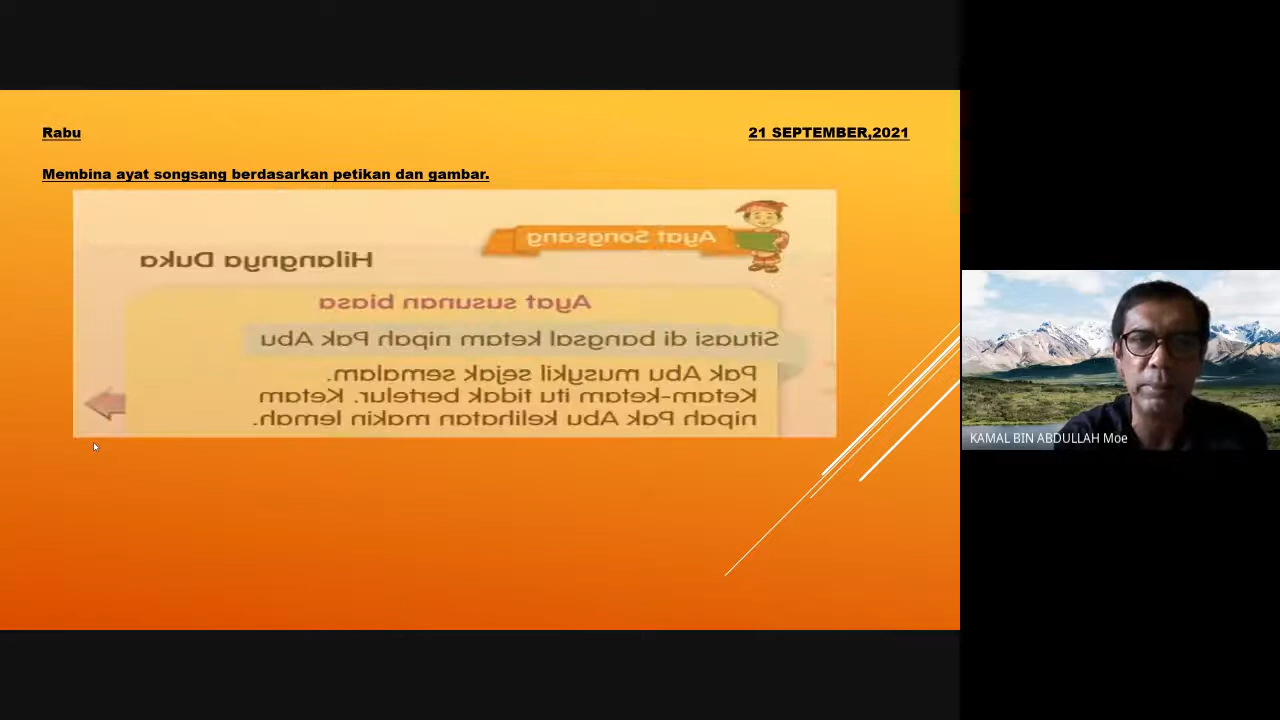 Rabu
21 SEPTEMBER,2021
Membina ayat songsang berdasarkan petikan dan gambar.
Ayat Songsang
Hilangnya Duka
Ayat susunan biasa
Situasi di bangsal ketam nipah Pak Abu
Pak Abu musykil sejak semalam.
Ketam-ketam itu tidak bertelur. Ketam
nipah Pak Abu kelihatan makin lemah.
KAMAL BIN ABDULLAH Moe